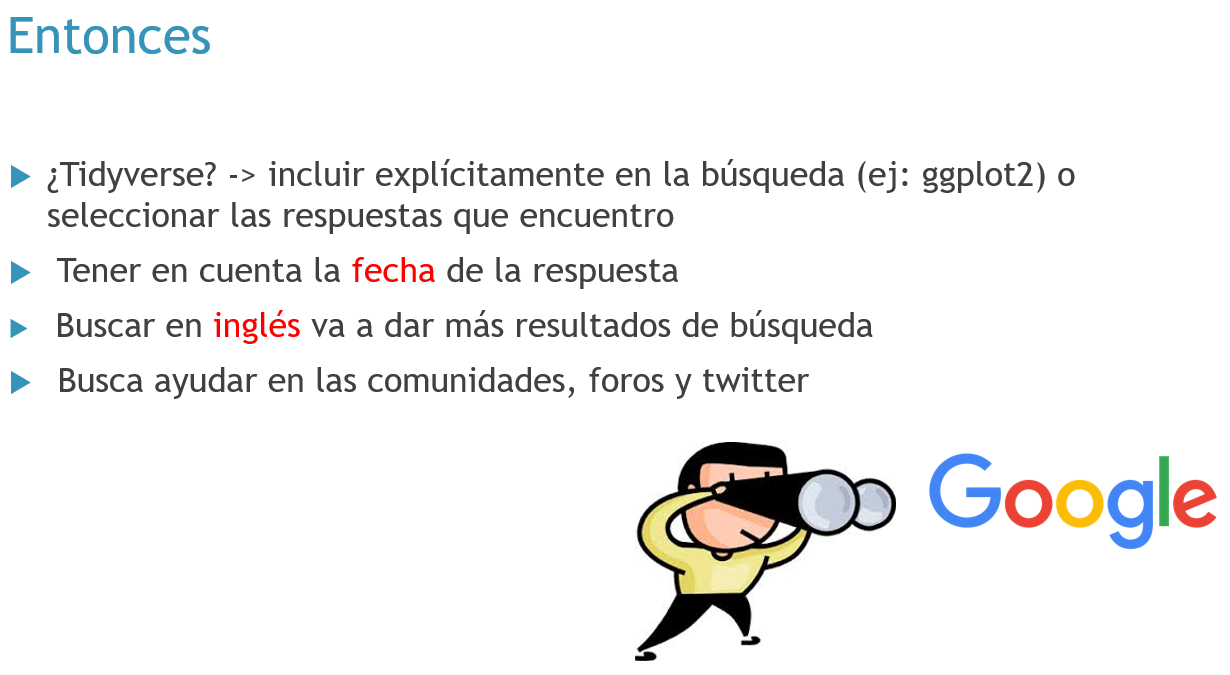 Entonces
¿Tidyverse? -> incluir explícitamente en la búsqueda (ej: ggplot2) o
seleccionar las respuestas que encuentro
Tener en cuenta la fecha de la respuesta
Buscar en inglés va a dar más resultados de búsqueda
Busca ayudar en las comunidades, foros y twitter
Google